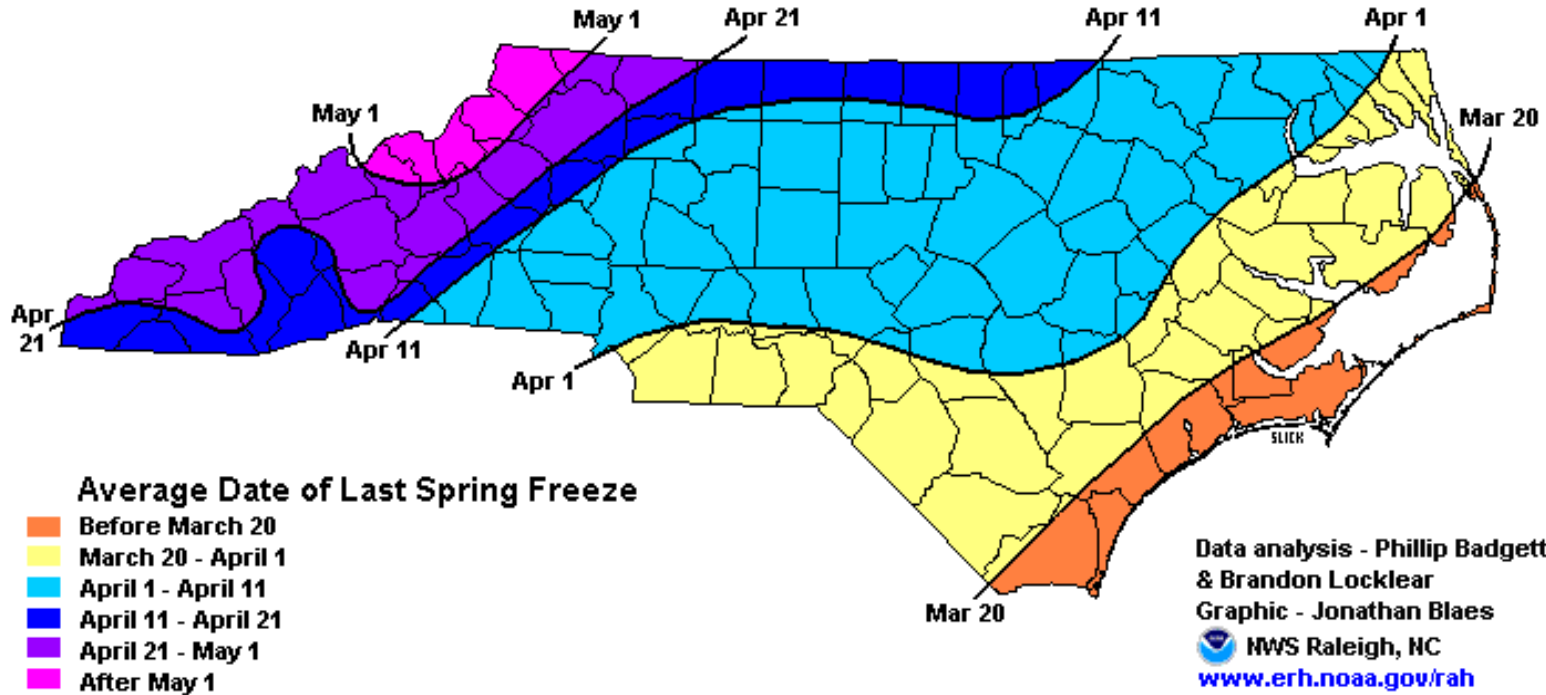 May 1
Apr 21
Apr 11
Apr 1
May 1
Mar 20
Apr
21
Apr 11
Apr 1
SLICK
Average Date of Last Spring Freeze
Before March 20
March 20 - April 1
April 1 - April 11
April 11 - April 21
April 21 - May 1
After May 1
Mar 20
Data analysis - Phillip Badgett
& Brandon Locklear
Graphic - Jonathan Blaes
NWS Raleigh, NC
www.erh.noaa.gov/rah